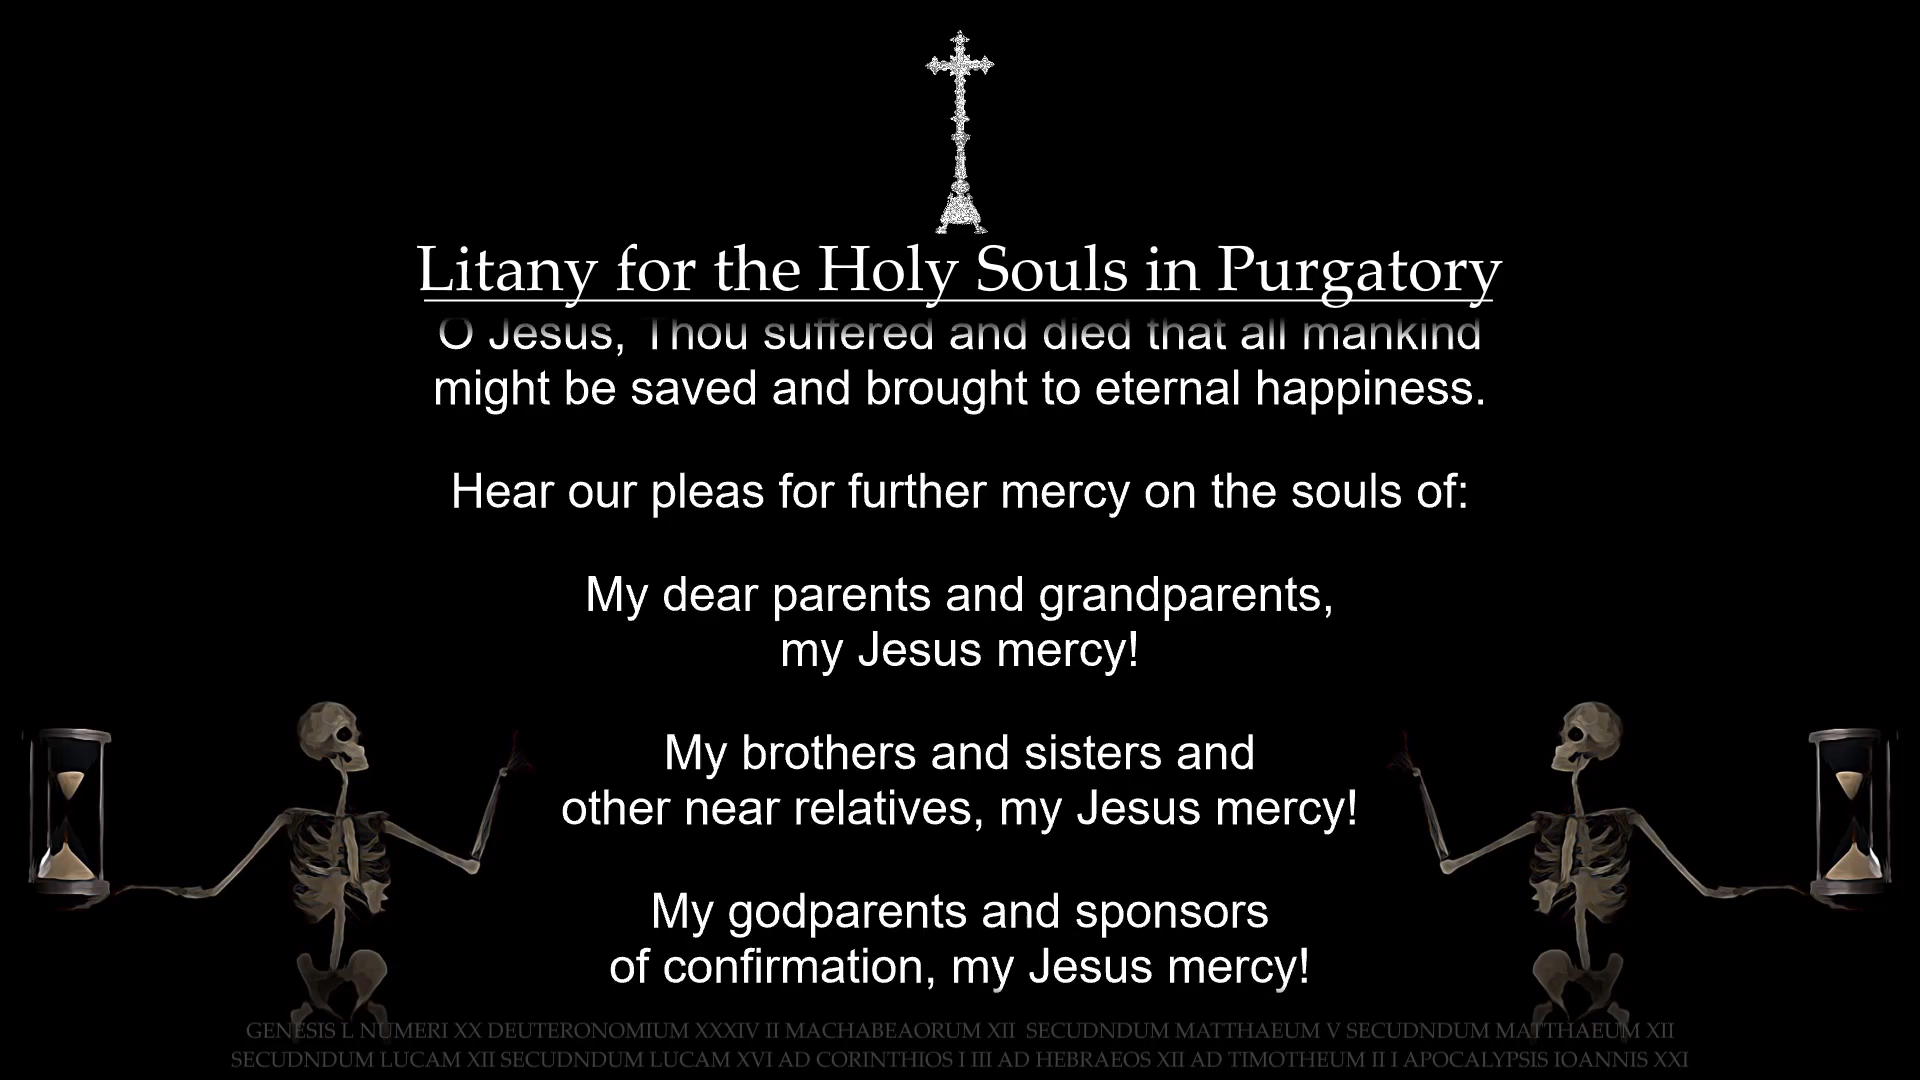 Litany for the Holy Souls in Purgatory
O Jesus, Thou suffered and died that all mankind
might be saved and brought to eternal happiness.
Hear our pleas for further mercy on the souls of:
My dear parents and grandparents,
my Jesus mercy!
My brothers and sisters and
other near relatives, my Jesus mercy!
My godparents and sponsors
of confirmation, my Jesus mercy!
GENESIS L NUMERI XX DEUTERONOMIUM XXXIV II MACHABEAORUM XII SECUDNDUM MATTHAEUM V SECUDNDUM MATTHAEUM XII
SECUDNDUM LUCAM XII SECUDNDUM LUCAM XVI AD CORINTHIOS I III AD HEBRAEOS XII AD TIMOTHEUM II I APOCALYPSIS IOANNIS XXI